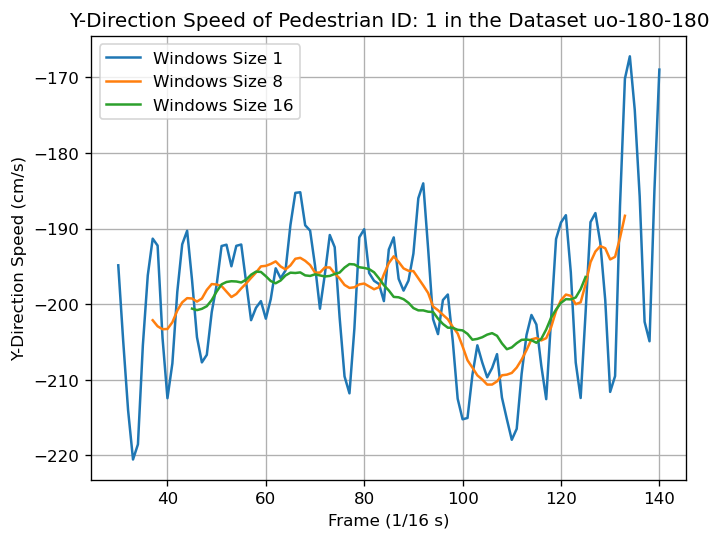 Y-Direction Speed of Pedestrian ID: 1 in the Dataset uo-180-180
Windows Size 1
Windows Size 8
Windows Size 16
Y-Direction Speed (cm/s)
−170
−180
−190
−200
−210
−220
40
60
80
100
120
140
Frame (1/16 s)